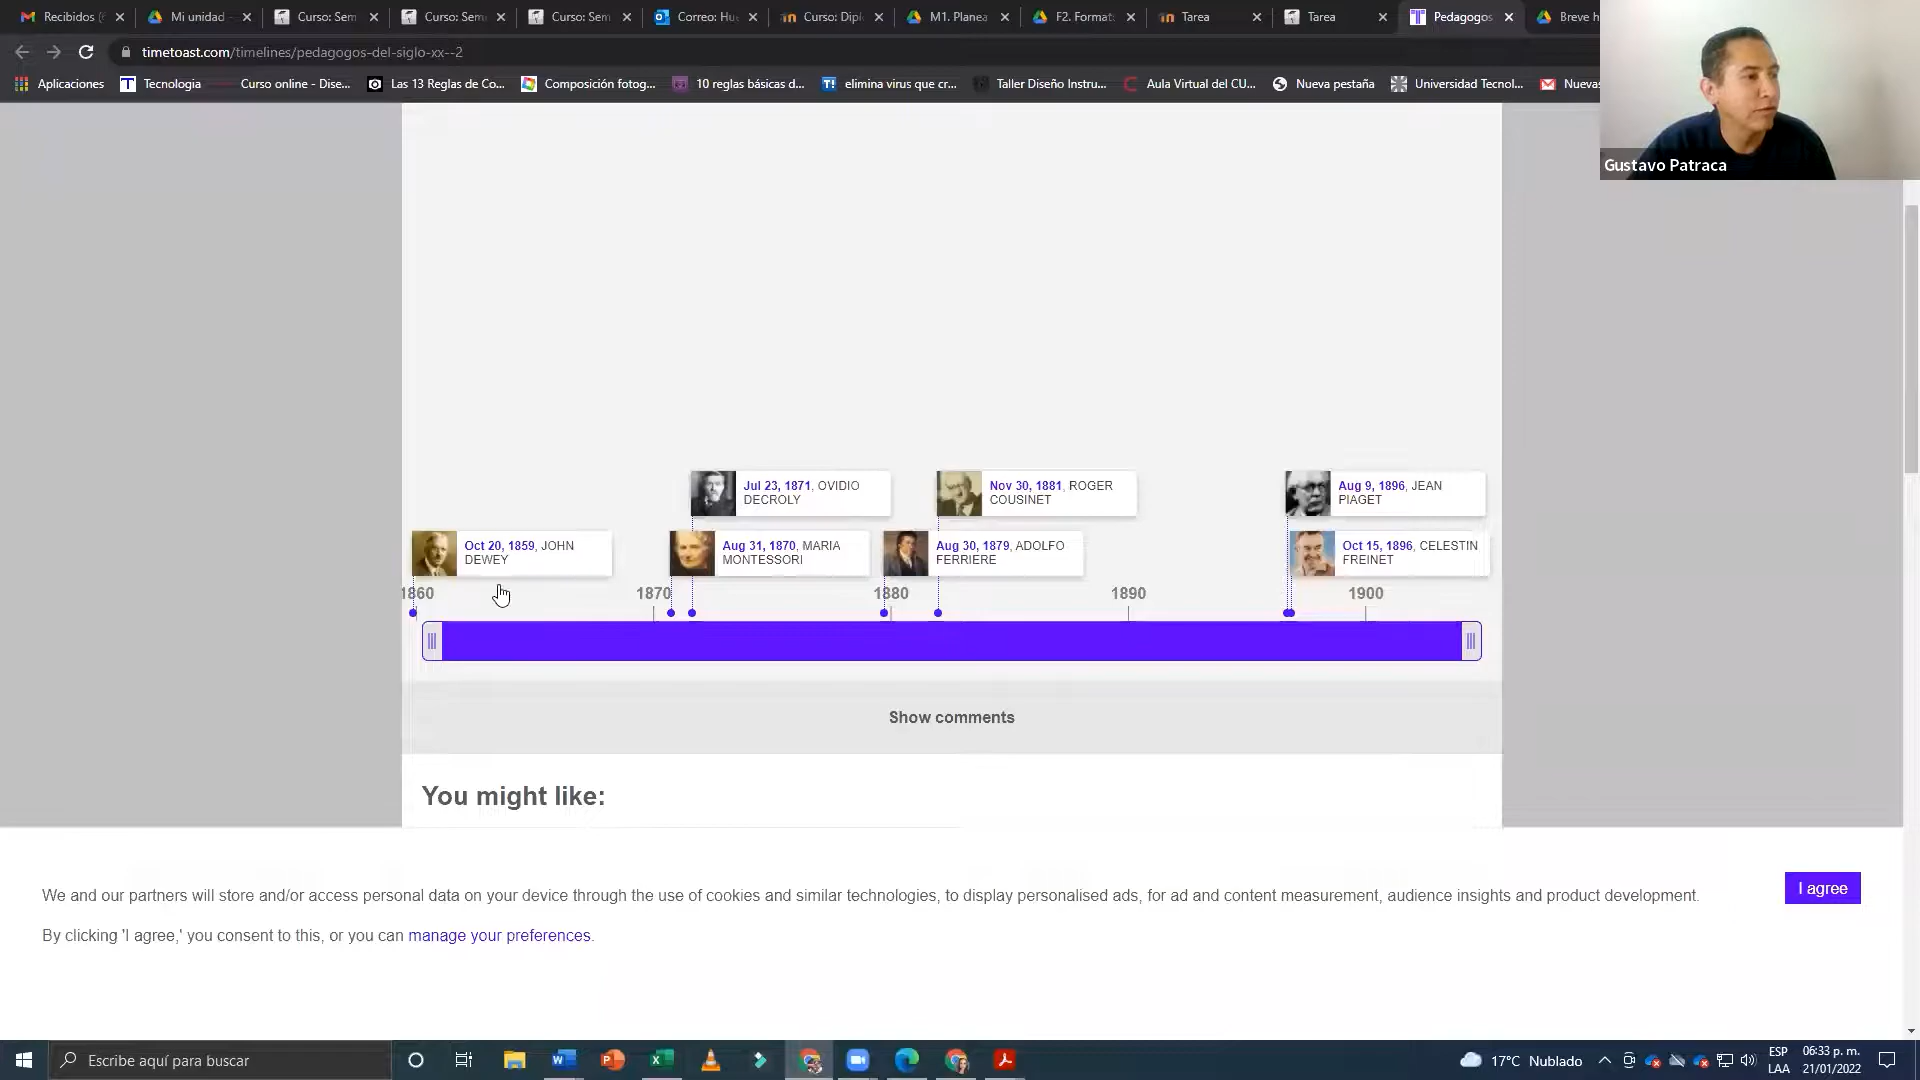 Recibidos (
Mi unidad
Curso: Sem
Curso: Sem
Curso: Sem
Correo: Hu
Curso: Dipl
M1. Planea
F2. Format
Tarea
Tarea
Pedagogos
Breve h
timetoast.com/timelines/pedagogos-del-siglo-xx--2
Aplicaciones
Tecnologia
Curso online - Dise...
Las 13 Reglas de Co...
Composición fotog...
10 reglas básicas d...
elimina virus que cr...
Taller Diseño Instru...
Aula Virtual del CU...
Nueva pestaña
Universidad Tecnol...
Nuevas
Gustavo Patraca
Jul 23, 1871, OVIDIO
DECROLY
Nov 30, 1881, ROGER
COUSINET
Aug 9, 1896, JEAN
PIAGET
Oct 20, 1859, JOHN
DEWEY
Aug 31, 1870, MARIA
MONTESSORI
Aug 30, 1879, ADOLFO
FERRIERE
Oct 15, 1896, CELESTIN
FREINET
1860
1870
1880
1890
1900
Show comments
You might like:
We and our partners will store and/or access personal data on your device through the use of cookies and similar technologies, to display personalised ads, for ad and content measurement, audience insights and product development.
I agree
By clicking 'I agree,' you consent to this, or you can manage your preferences.
Escribe aquí para buscar
17°C Nublado
ESP
LAA
06:33 p. m.
21/01/2022